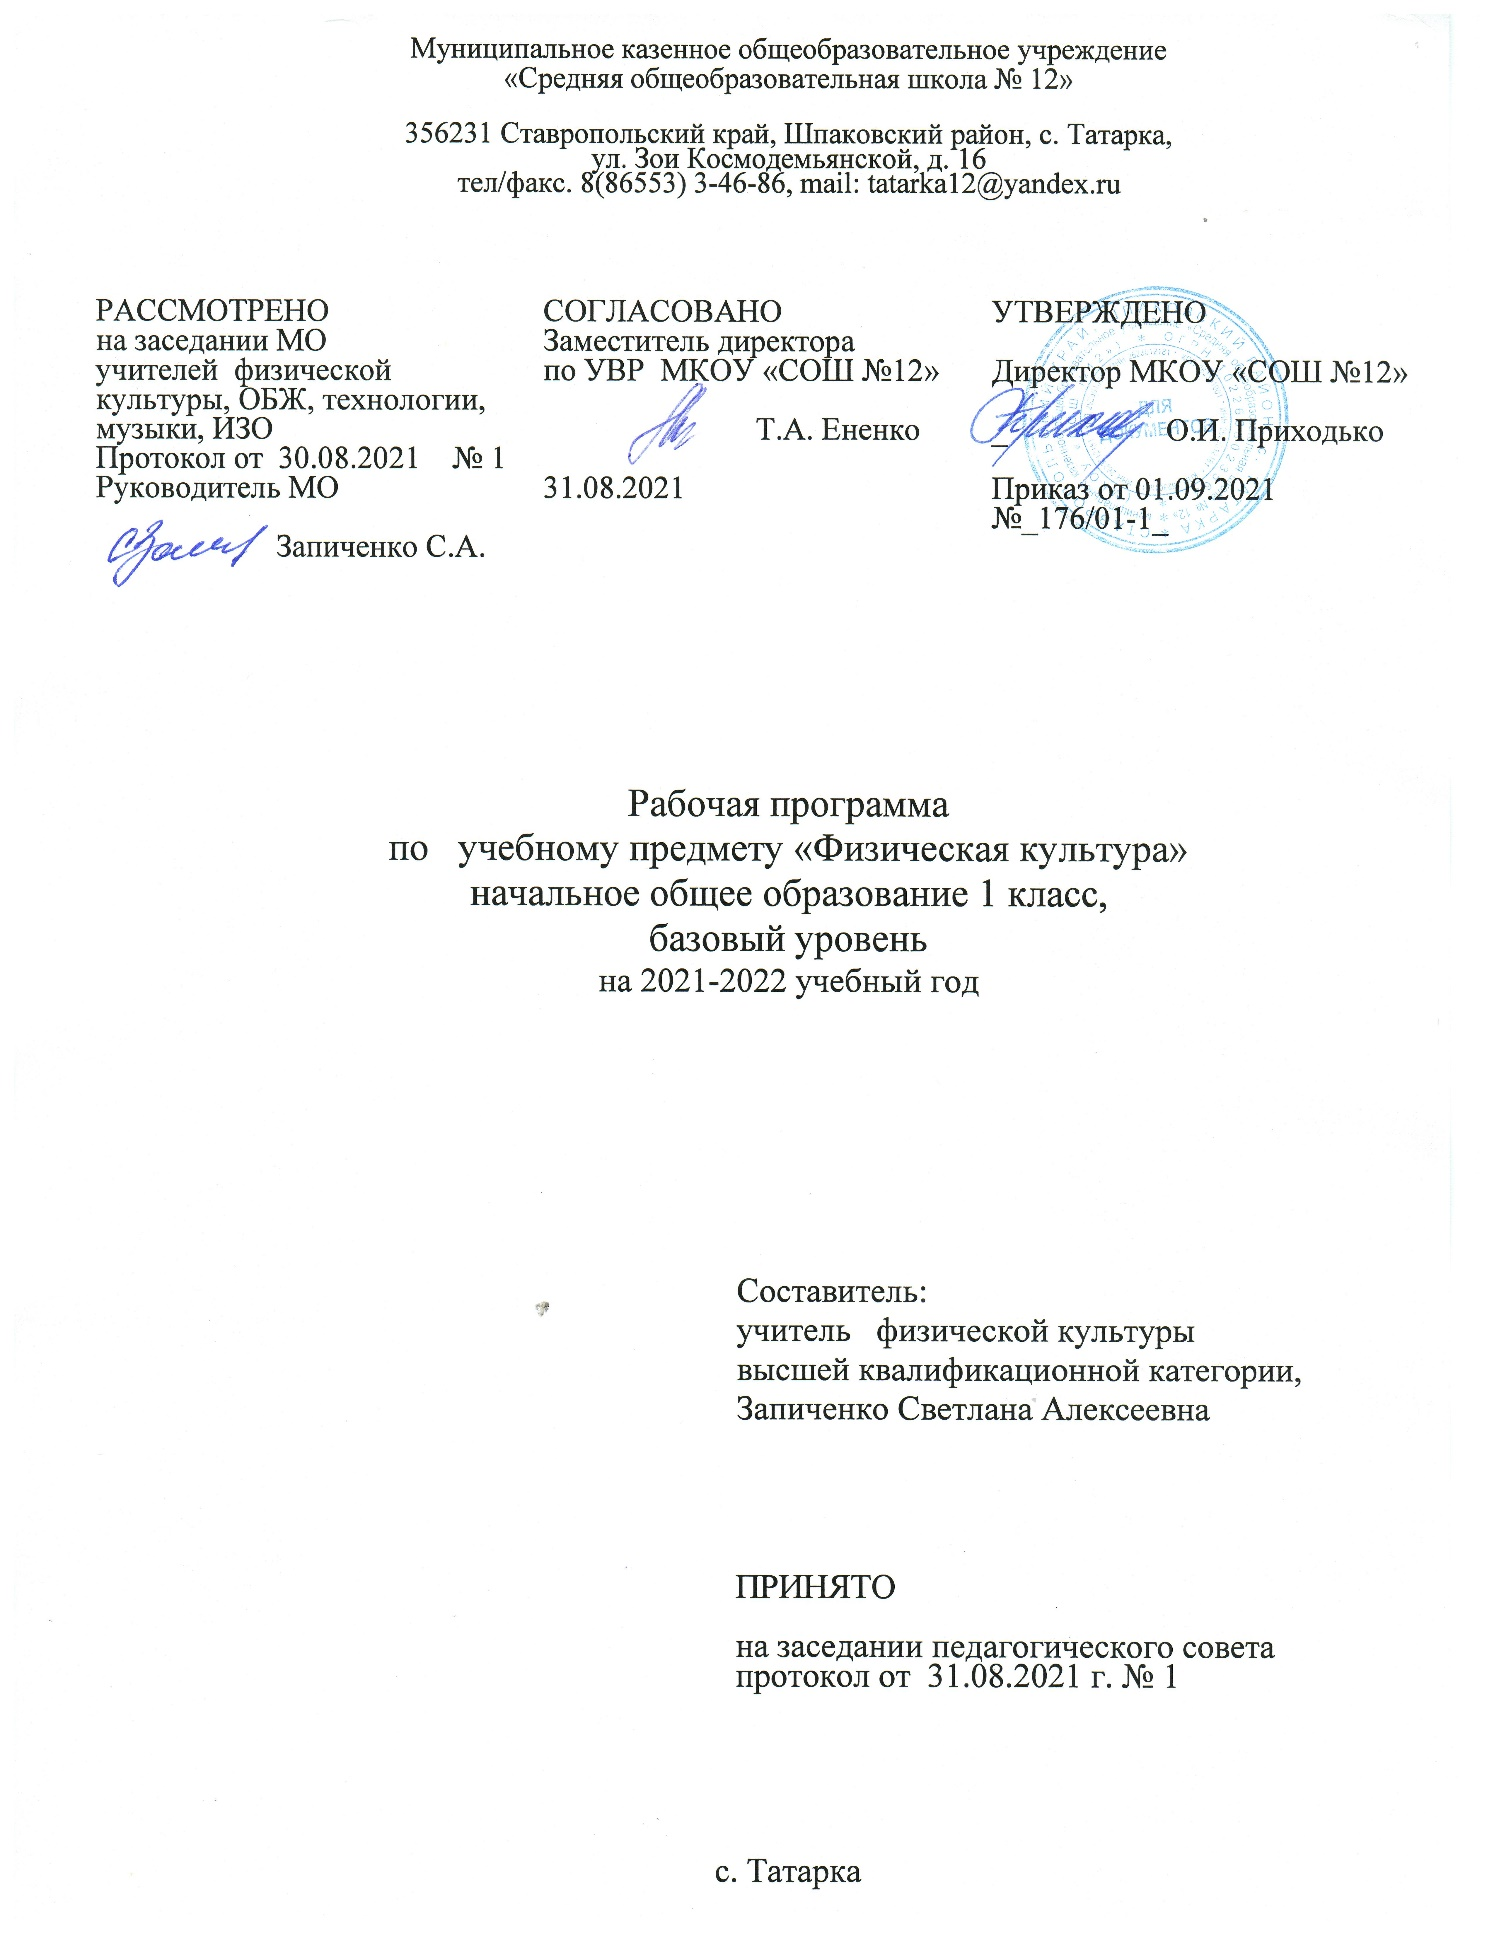 Муниципальное казенное общеобразовательное учреждение
«Средняя общеобразовательная школа № 12»
356231 Ставропольский край, Шпаковский район, с. Татарка,
ул. Зои Космодемьянской, д. 16
тел/факс. 8(86553) 3-46-86, mail: tatarka12@yandex.ru
РАССМОТРЕНО
на заседании МО
учителей физической
культуры, ОБЖ, технологии,
музыки, ИЗО
Протокол от 30.08.2021 № 1
Руководитель МО
Запиченко С.А.
СОГЛАСОВАНО
Заместитель директора
по УВР МКОУ «СОШ №12»
Т.А. Ененко
31.08.2021
УТВЕРЖДЕНО
Директор МКОУ «СОШ №12»
_ О.И. Приходько
Приказ от 01.09.2021
№_176/01-1_
ДЛЯ
ДОКУМЕНТОВ
Рабочая программа
по учебному предмету «Физическая культура»
начальное общее образование 1 класс,
базовый уровень
на 2021-2022 учебный год
Составитель:
учитель физической культуры
высшей квалификационной категории,
Запиченко Светлана Алексеевна
ПРИНЯТО
на заседании педагогического совета
протокол от 31.08.2021 г. № 1
с. Татарка